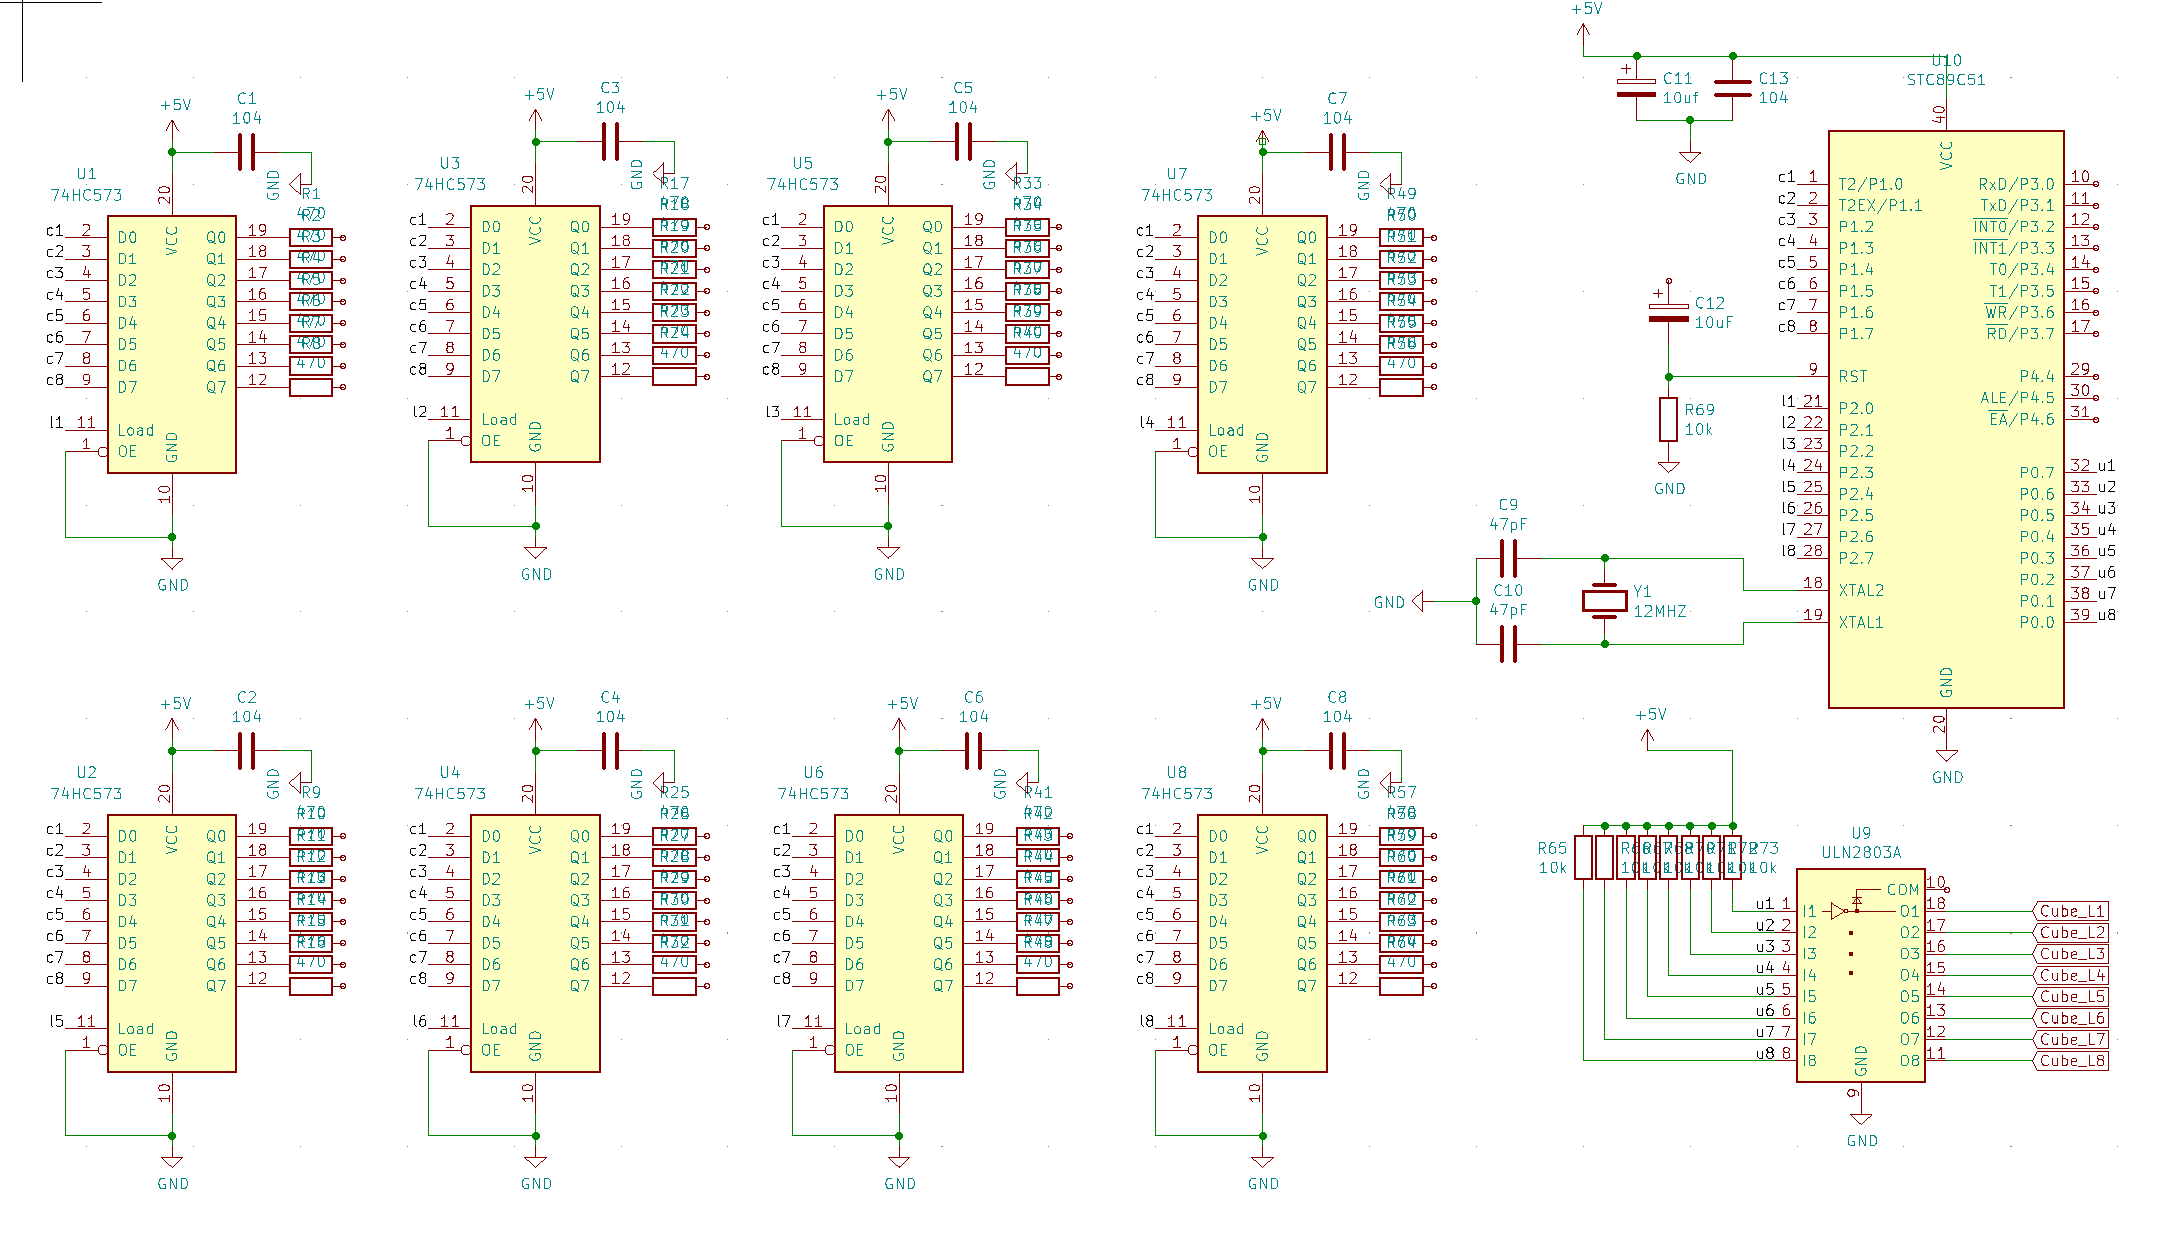 +5V
C1
104
U1
74HC573
GND
R1
470
c1 2 D0 Q0 19
c2 3 D1 Q1 18
c3 4 D2 Q2 17
c4 5 D3 Q3 16
c5 6 D4 Q4 15
c6 7 D5 Q5 14
c7 8 D6 Q6 13
c8 9 D7 Q7 12
l1 11 Load
1 OE
20 VCC
GND 10
470
GND
+5V
C3
104
U3
74HC573
GND
R17
c1 2 D0 Q0 19
c2 3 D1 Q1 18
c3 4 D2 Q2 17
c4 5 D3 Q3 16
c5 6 D4 Q4 15
c6 7 D5 Q5 14
c7 8 D6 Q6 13
c8 9 D7 Q7 12
l2 11 Load
1 OE
20 VCC
GND 10
470
GND
+5V
C5
104
U5
74HC573
GND
R33
c1 2 D0 Q0 19
c2 3 D1 Q1 18
c3 4 D2 Q2 17
c4 5 D3 Q3 16
c5 6 D4 Q4 15
c6 7 D5 Q5 14
c7 8 D6 Q6 13
c8 9 D7 Q7 12
l3 11 Load
1 OE
20 VCC
GND 10
470
GND
+5V
C7
104
U7
74HC573
GND
R49
c1 2 D0 Q0 19
c2 3 D1 Q1 18
c3 4 D2 Q2 17
c4 5 D3 Q3 16
c5 6 D4 Q4 15
c6 7 D5 Q5 14
c7 8 D6 Q6 13
c8 9 D7 Q7 12
l4 11 Load
1 OE
20 VCC
GND 10
470
GND
+5V
C11
10uf
C13
104
GND
U10
STC89C51
40 VCC
c1 1 T2/P1.0 RxD/P3.0 10
c2 2 T2EX/P1.1 TxD/P3.1 11
c3 3 P1.2 INT0/P3.2 12
c4 4 P1.3 INT1/P3.3 13
c5 5 P1.4 T0/P3.4 14
c6 6 P1.5 T1/P3.5 15
c7 7 P1.6 WR/P3.6 16
c8 8 P1.7 RD/P3.7 17
9 RST P4.4 29
ALE/P4.5 30
l1 21 P2.0 EA/P4.6 31
l2 22 P2.1
l3 23 P2.2
l4 24 P2.3 P0.7 32 u1
l5 25 P2.4 P0.6 33 u2
l6 26 P2.5 P0.5 34 u3
l7 27 P2.6 P0.4 35 u4
l8 28 P2.7 P0.3 36 u5
18 XTAL2 P0.2 37 u6
P0.1 38 u7
19 XTAL1 P0.0 39 u8
GND 20
GND
C12
10uF
R69
10k
GND
C9
47pF
C10
47pF
GND
Y1
12MHZ
+5V
C2
104
U2
74HC573
GND
R9
c1 2 D0 Q0 19
c2 3 D1 Q1 18
c3 4 D2 Q2 17
c4 5 D3 Q3 16
c5 6 D4 Q4 15
c6 7 D5 Q5 14
c7 8 D6 Q6 13
c8 9 D7 Q7 12
l5 11 Load
1 OE
20 VCC
GND 10
470
GND
+5V
C4
104
U4
74HC573
GND
R25
c1 2 D0 Q0 19
c2 3 D1 Q1 18
c3 4 D2 Q2 17
c4 5 D3 Q3 16
c5 6 D4 Q4 15
c6 7 D5 Q5 14
c7 8 D6 Q6 13
c8 9 D7 Q7 12
l6 11 Load
1 OE
20 VCC
GND 10
470
GND
+5V
C6
104
U6
74HC573
GND
R41
c1 2 D0 Q0 19
c2 3 D1 Q1 18
c3 4 D2 Q2 17
c4 5 D3 Q3 16
c5 6 D4 Q4 15
c6 7 D5 Q5 14
c7 8 D6 Q6 13
c8 9 D7 Q7 12
l7 11 Load
1 OE
20 VCC
GND 10
470
GND
+5V
C8
104
U8
74HC573
GND
R57
c1 2 D0 Q0 19
c2 3 D1 Q1 18
c3 4 D2 Q2 17
c4 5 D3 Q3 16
c5 6 D4 Q4 15
c6 7 D5 Q5 14
c7 8 D6 Q6 13
c8 9 D7 Q7 12
l8 11 Load
1 OE
20 VCC
GND 10
470
GND
+5V
R65
10k
U9
ULN2803A
COM 10
u1 1 I1 O1 18 Cube_L1
u2 2 I2 O2 17 Cube_L2
u3 3 I3 O3 16 Cube_L3
u4 4 I4 O4 15 Cube_L4
u5 5 I5 O5 14 Cube_L5
u6 6 I6 O6 13 Cube_L6
u7 7 I7 O7 12 Cube_L7
u8 8 I8 O8 11 Cube_L8
GND 9
GND